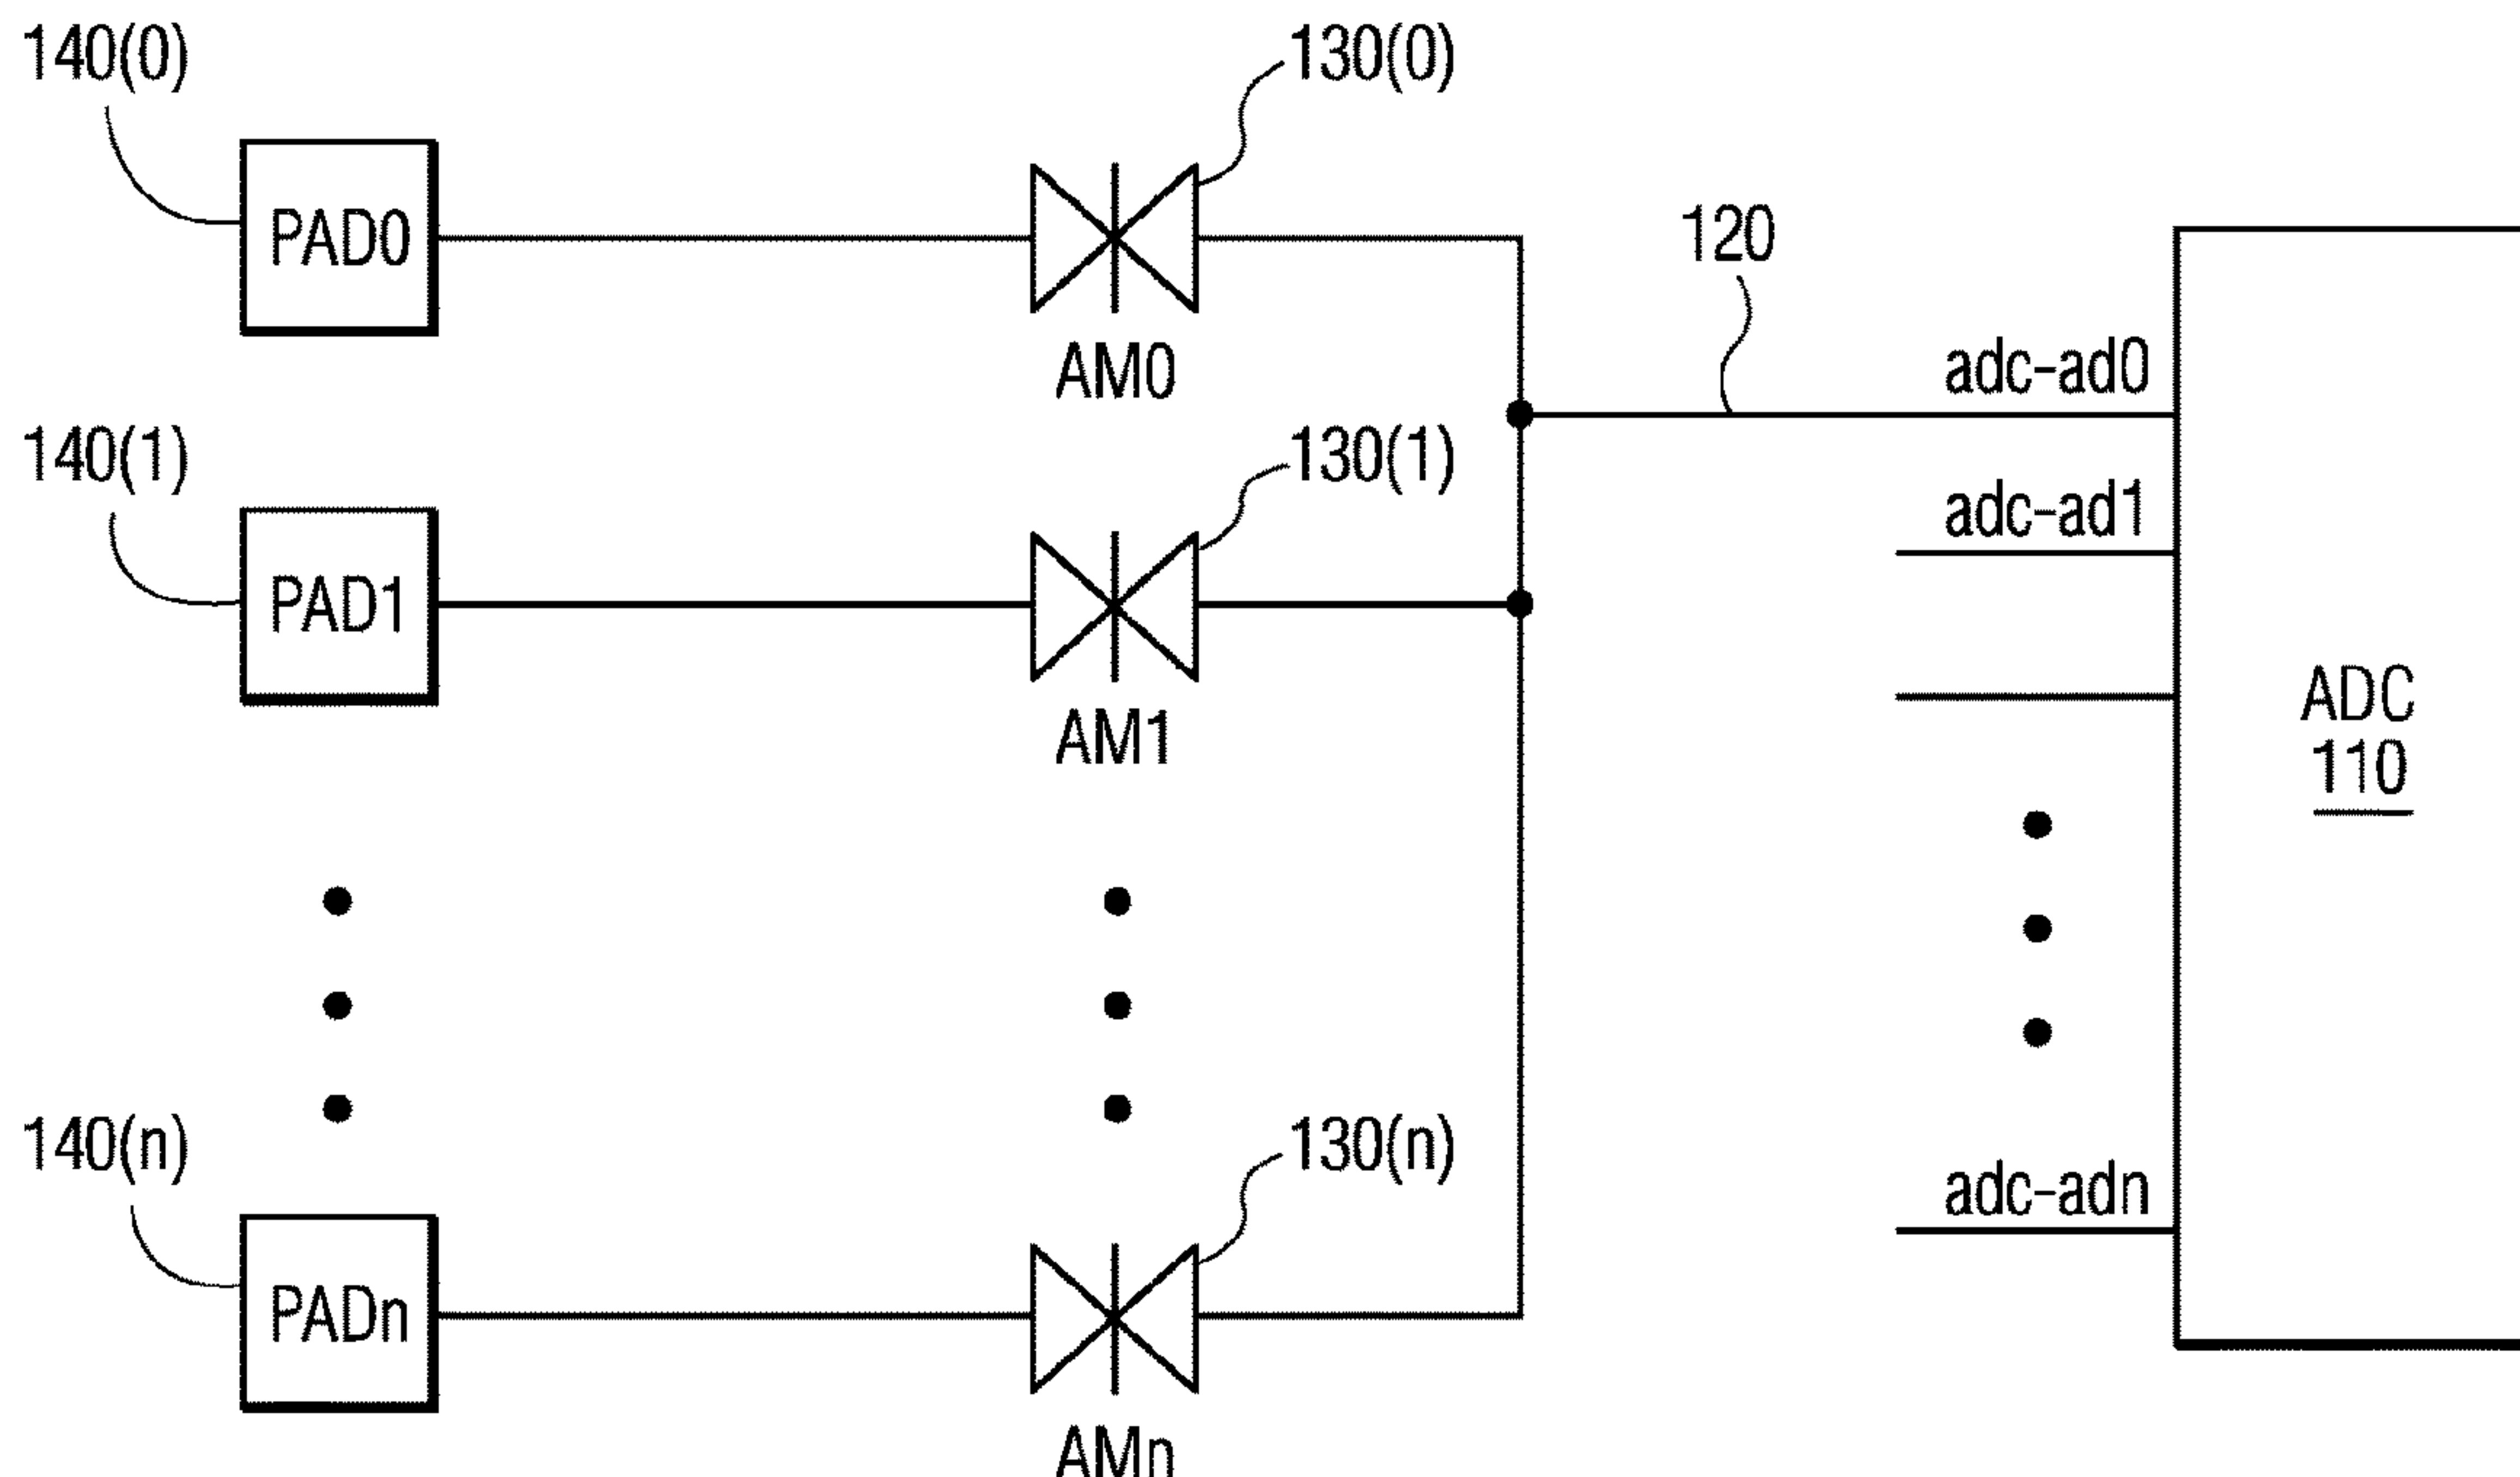 140(0)
130(0)
PAD0
120
AM0
adc-ad0
140(1)
130(1)
adc-ad1
PAD1
ADC
110
AM1
140(n)
130(n)
adc-adn
PADn
AMn